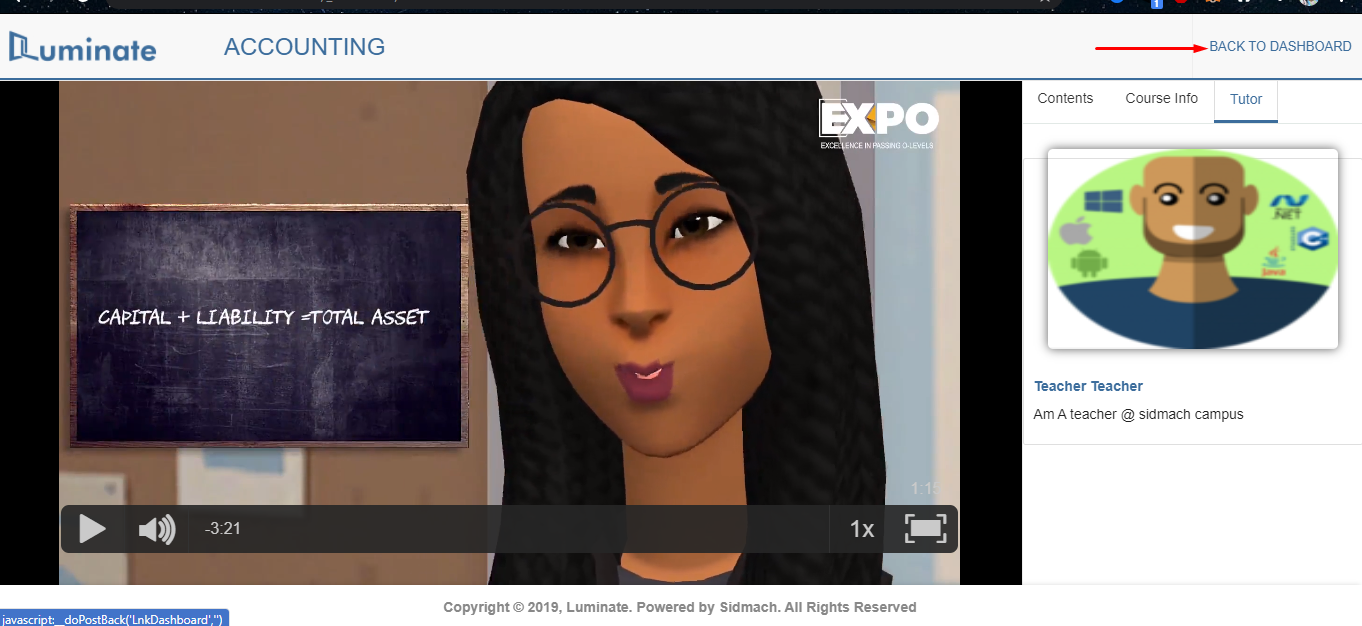 Luminate
ACCOUNTING
BACK TO DASHBOARD
Contents Course Info Tutor
EXPO
EXCELLENCE IN PASSING O-LEVELS
CAPITAL + LIABILITY =TOTAL ASSET
.NET
Java
Teacher Teacher
Am A teacher @ sidmach campus
1:15
-3:21
1x
Copyright © 2019, Luminate. Powered by Sidmach. All Rights Reserved
javascript:__doPostBack('LnkDashboard','')